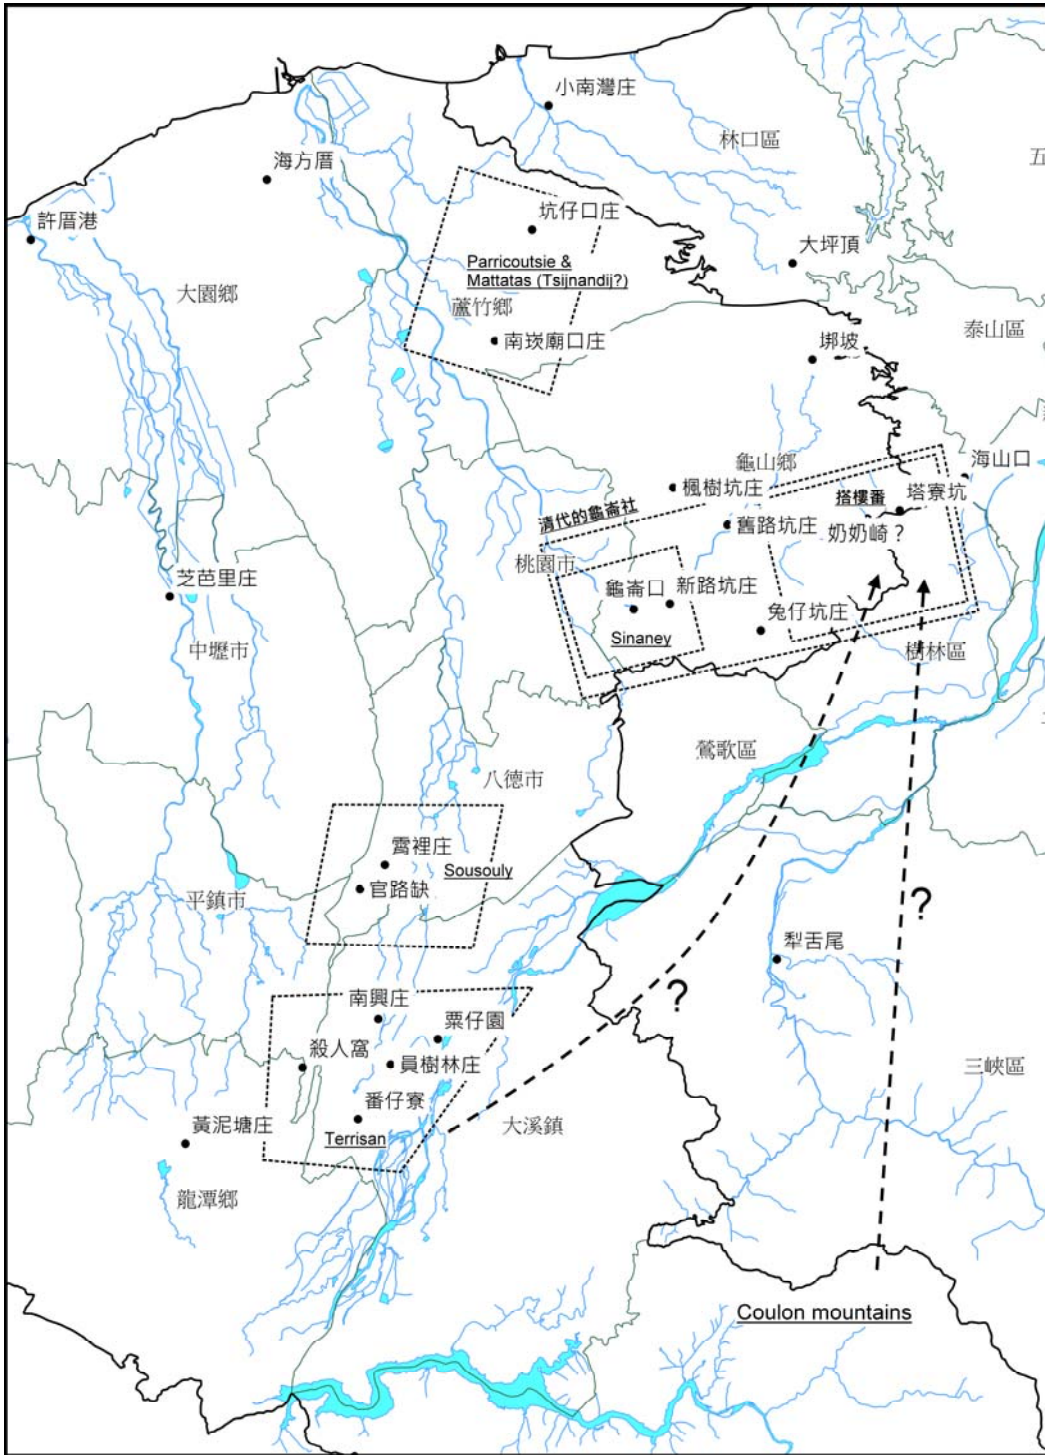 小南灣庄
林口區
五
海方厝
許厝港
坑仔口庄
大坪頂
Parricoutsie &
Mattatas (Tsijnandij?)
大園鄉
蘆竹鄉
南崁廟口庄
泰山區
垹坡
龜山鄉
海山口
楓樹坑庄
搭樓番
塔寮坑
清代的龜崙社
舊路坑庄
奶奶崎？
桃園市
芝芭里庄
龜崙口
新路坑庄
兔仔坑庄
Sinaney
中壢市
樹林區
鶯歌區
八德市
霄裡庄
Sousouly
官路缺
平鎮市
?
犁舌尾
?
南興庄
粟仔園
殺人窩
員樹林庄
三峽區
番仔寮
黃泥塘庄
Terrisan
大溪鎮
龍潭鄉
Coulon mountains